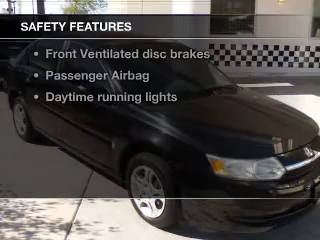 SAFETY FEATURES
• Front Ventilated disc brakes
• Passenger Airbag
• Daytime running lights